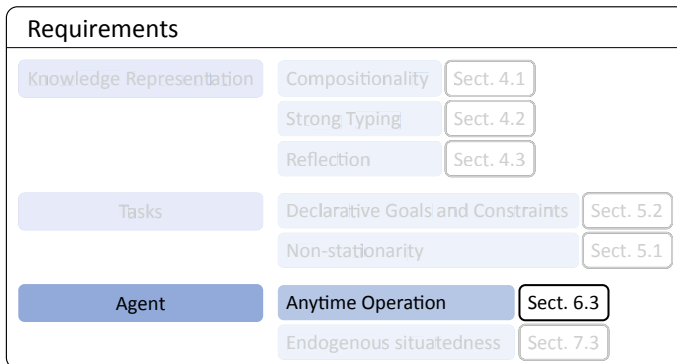 Requirements
Knowledge Representation Compositionality Sect. 4.1
Strong Typing Sect. 4.2
Reflection Sect. 4.3
Tasks Declarative Goals and Constraints Sect. 5.2
Non-stationarity Sect. 5.1
Agent Anytime Operation Sect. 6.3
Endogenous situatedness Sect. 7.3